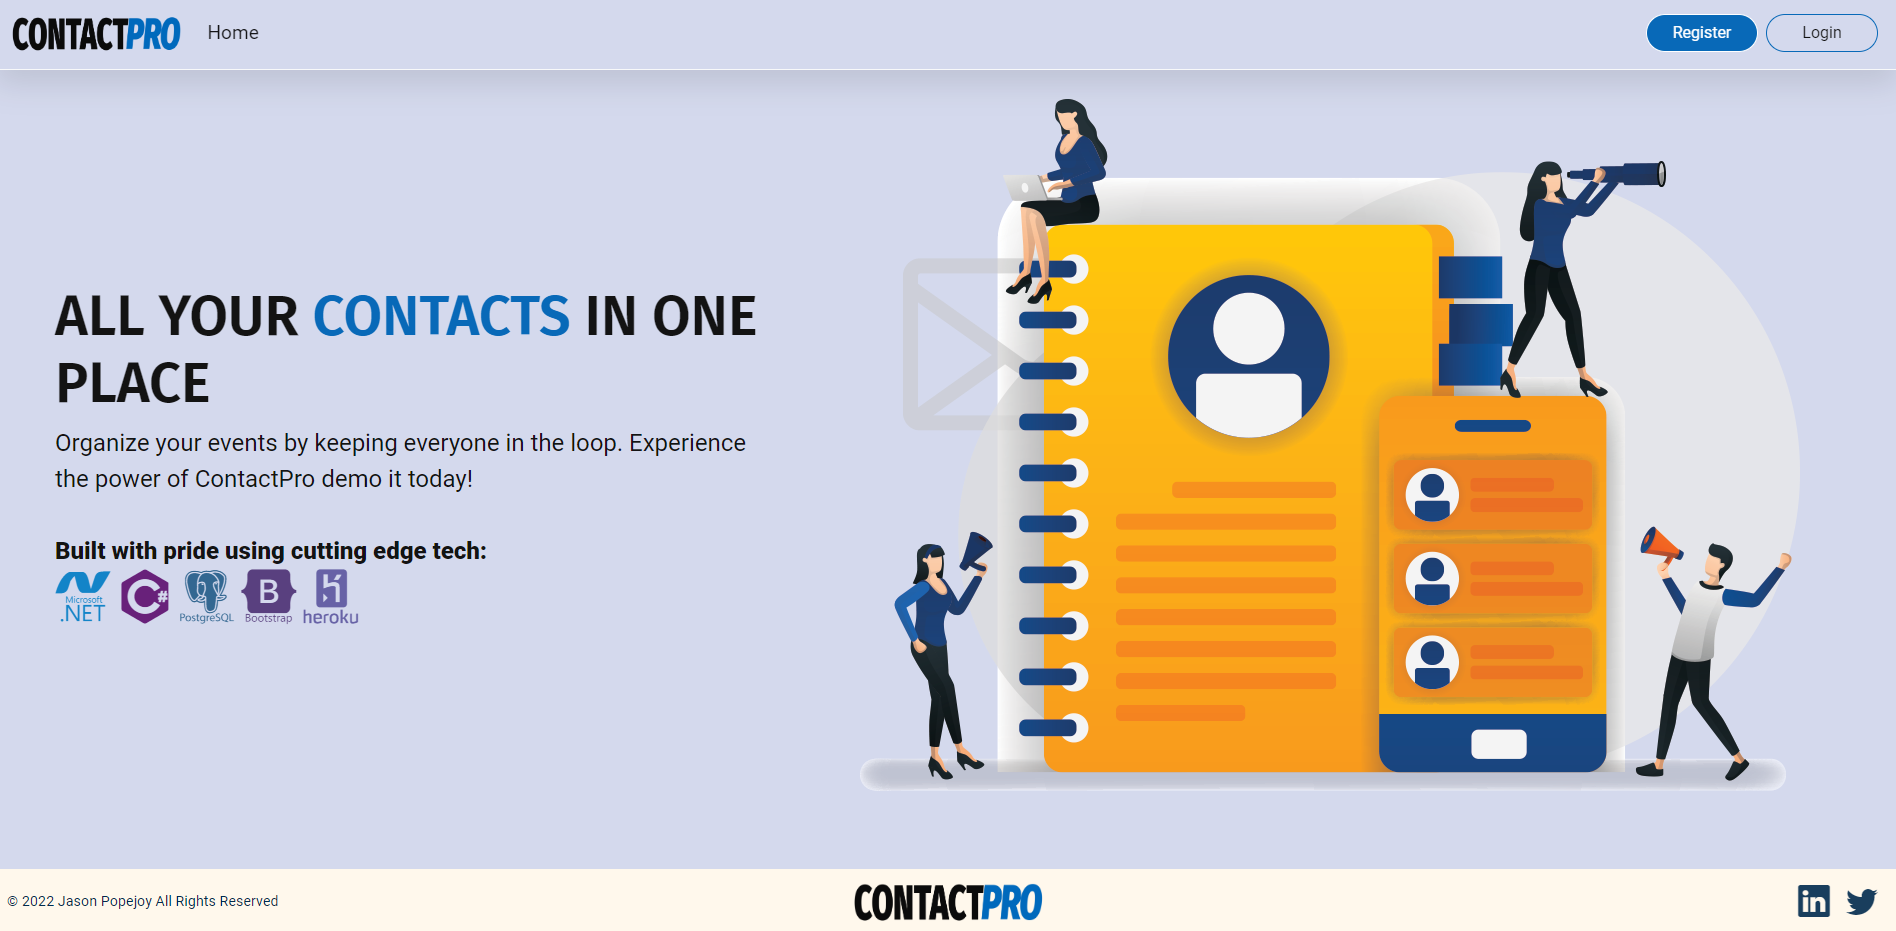 CONTACTPRO
Home
Register
Login
ALL YOUR CONTACTS IN ONE
PLACE
Organize your events by keeping everyone in the loop. Experience
the power of ContactPro demo it today!
Built with pride using cutting edge tech:
Microsoft
.NET
C#
PostgreSQL
B
Bootstrap
heroku
© 2022 Jason Popejoy All Rights Reserved
CONTACTPRO
in